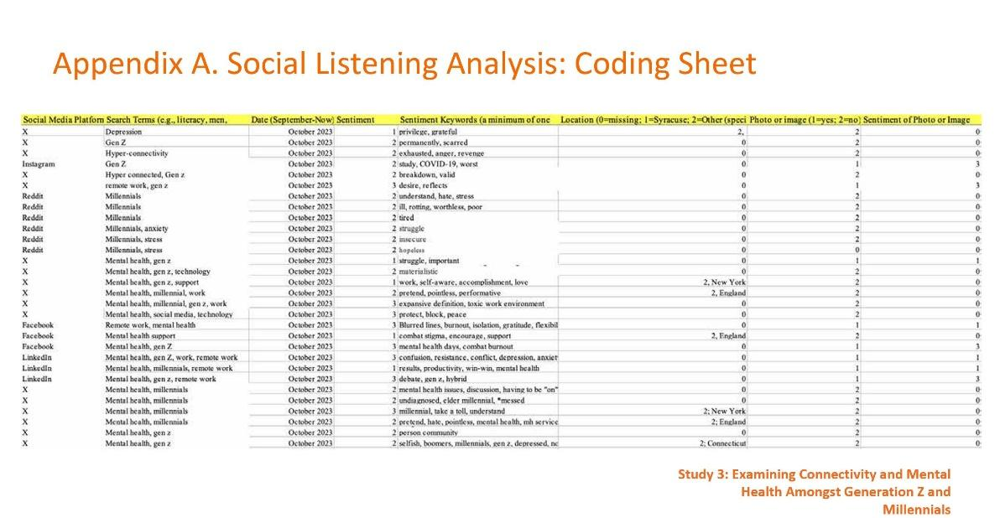 Appendix A. Social Listening Analysis: Coding Sheet
Social Media Platform Search Terms (e.g., literacy, men, Date (September-Now) Sentiment Sentiment Keywords (a minimum of one Location (0=missing; 1=Syracuse; 2=Other (speci Photo or image (1=yes; 2=no) Sentiment of Photo or Image
X Depression October 2023 1 privilege, grateful 2, 2 0
X Gen Z October 2023 2 permanently, scarred 0 2 0
X Hyper-connectivity October 2023 2 exhausted, anger, revenge 0 2 0
Instagram Gen Z October 2023 2 study, COVID-19, worst 0 1 3
X Hyper connected, Gen z October 2023 2 breakdown, valid 0 2 0
X remote work, gen z October 2023 3 desire, reflects 0 1 3
Reddit Millennials October 2023 2 understand, hate, stress 0 2 0
Reddit Millennials October 2023 2 ill, rotting, worthless, poor 0 2 0
Reddit Millennials October 2023 2 tired 0 2 0
Reddit Millennials, anxiety October 2023 2 struggle 0 2 0
Reddit Millennials, stress October 2023 2 insecure 0 2 0
Reddit Millennials, stress October 2023 2 hopeless 0 0 0
X Mental health, gen z October 2023 1 struggle, important 0 1 1
X Mental health, gen z, technology October 2023 2 materialistic 0 2 0
X Mental health, gen z, support October 2023 1 work, self-aware, accomplishment, love 2, New York 2 0
X Mental health, millennial, work October 2023 2 pretend, pointless, performative 2, England 2 0
X Mental health, millennial, gen z, work October 2023 3 expansive definition, toxic work environment 0 2 0
X Mental health, social media, technology October 2023 3 protect, block, peace 0 2 0
Facebook Remote work, mental health October 2023 3 Blurred lines, burnout, isolation, gratitude, flexibil 0 1 1
Facebook Mental health support October 2023 1 combat stigma, encourage, support 2, England 2 0
Facebook Mental health, gen Z October 2023 3 mental health days, combat burnout 0 1 3
LinkedIn Mental health, gen Z, work, remote work October 2023 3 confusion, resistance, conflict, depression, anxiet 0 1 1
LinkedIn Mental health, millennials, remote work October 2023 1 results, productivity, win-win, mental health 0 1 1
LinkedIn Mental health, gen z, remote work October 2023 3 debate, gen z, hybrid 0 1 3
X Mental health, millennials October 2023 2 mental health issues, discussion, having to be "on" 0 2 0
X Mental health, millennials October 2023 2 undiagnosed, elder millennial, *messed 0 2 0
X Mental health, millennials October 2023 3 millennial, take a toll, understand 2; New York 2 0
X Mental health, millennials October 2023 2 pretend, hate, pointless, mental health, mh service 2; England 2 0
X Mental health, gen z October 2023 2 person community 0 2 0
X Mental health, gen z October 2023 2 selfish, boomers, millennials, gen z, depressed, no 2; Connecticut 2 0
Study 3: Examining Connectivity and Mental
Health Amongst Generation Z and
Millennials